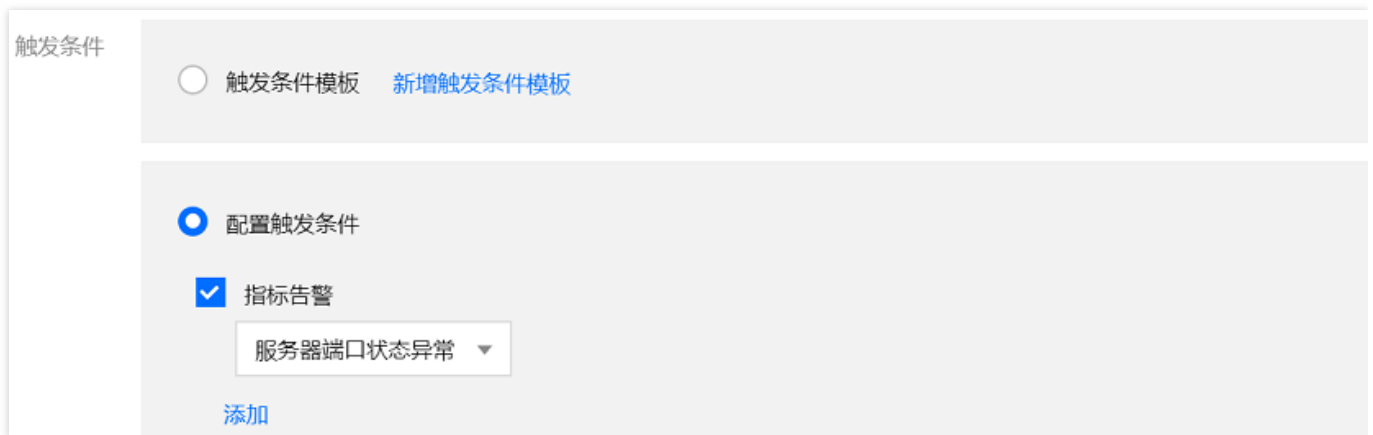 触发条件
触发条件模板 新增触发条件模板
配置触发条件
指标告警
服务器端口状态异常
添加